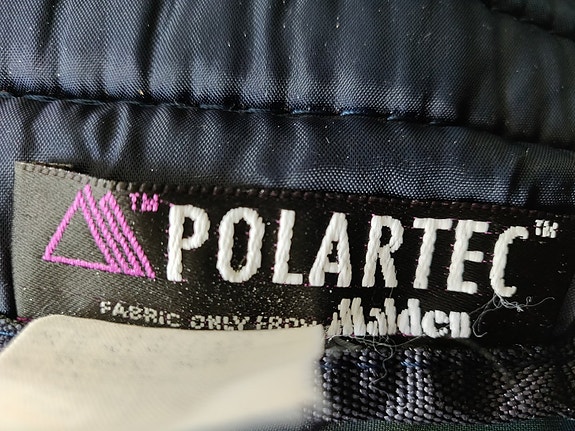 ™ POLARTEC™
FABRIC ONLY FROM Malden